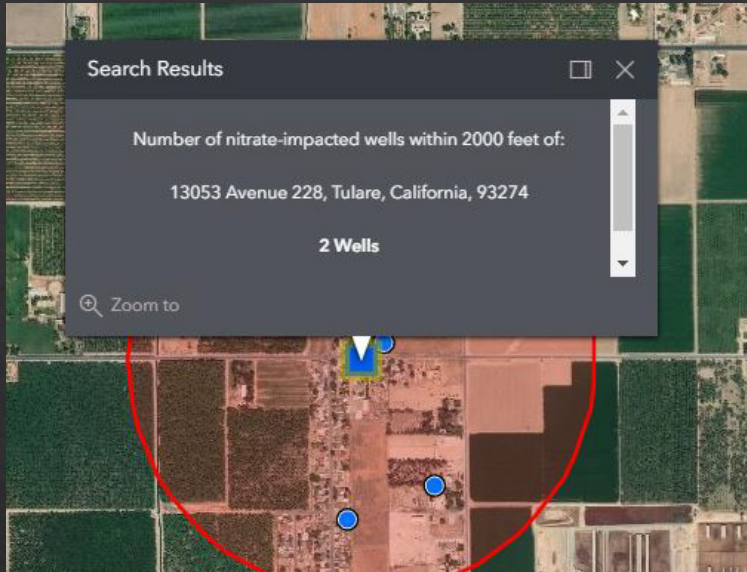 Search Results
Number of nitrate-impacted wells within 2000 feet of:
13053 Avenue 228, Tulare, California, 93274
2 Wells
Zoom to